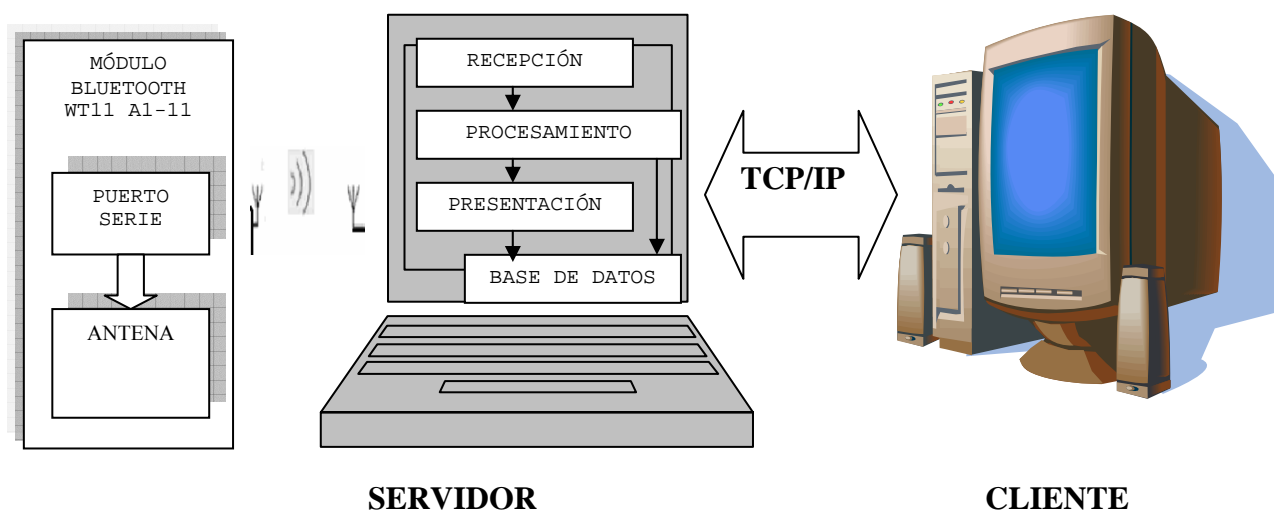 MÓDULO
BLUETOOTH
WT11 A1-11
PUERTO
SERIE
ANTENA
RECEPCIÓN
PROCESAMIENTO
PRESENTACIÓN
BASE DE DATOS
TCP/IP
SERVIDOR
CLIENTE